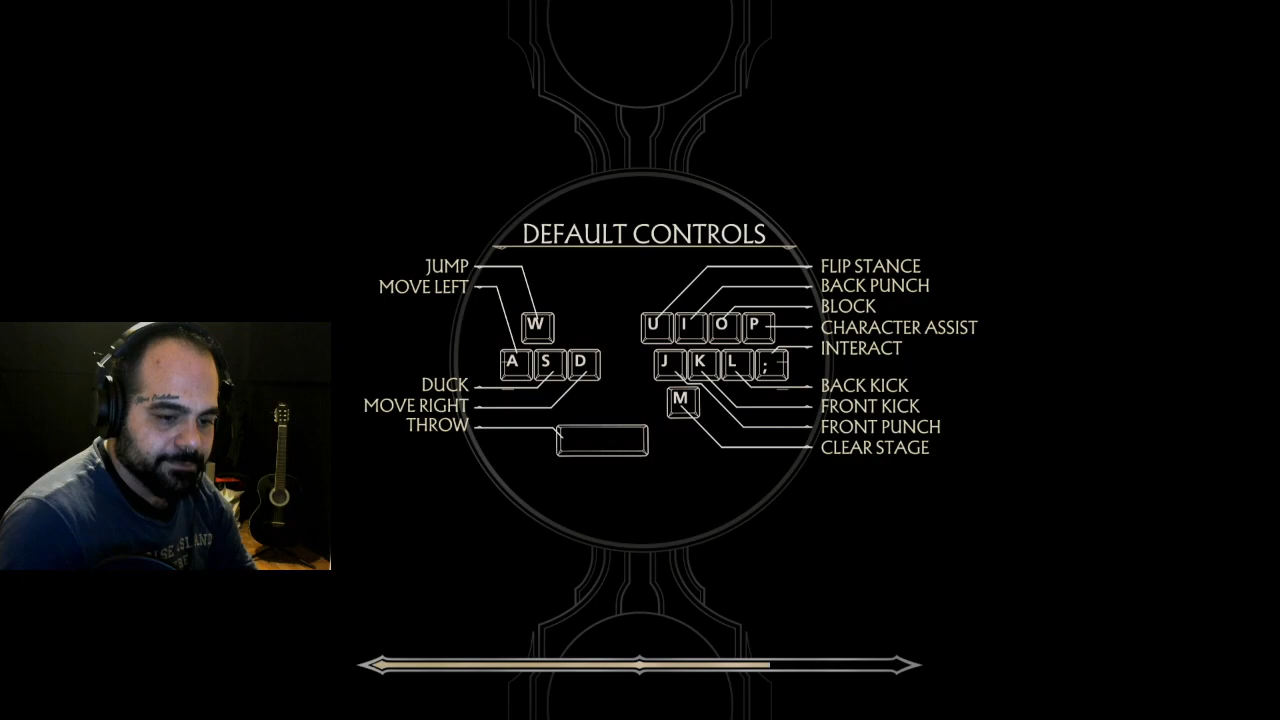 DEFAULT CONTROLS
JUMP
MOVE LEFT
FLIP STANCE
BACK PUNCH
BLOCK
CHARACTER ASSIST
INTERACT
W
U I O P
A S D
J K L ;
M
DUCK
MOVE RIGHT
THROW
BACK KICK
FRONT KICK
FRONT PUNCH
CLEAR STAGE